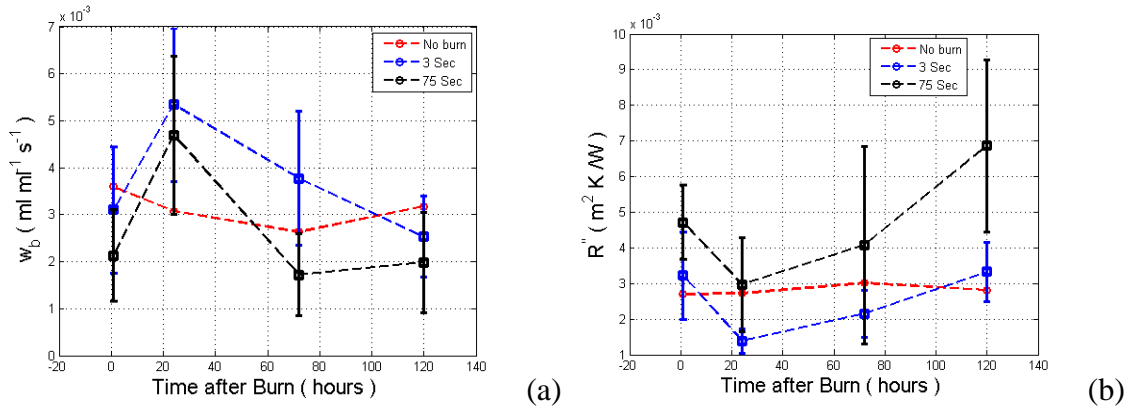 x 10⁻³
7
6
5
4
3
2
1
0
-20 0 20 40 60 80 100 120 140
w_b ( ml ml⁻¹ s⁻¹ )
Time after Burn ( hours )
No burn
3 Sec
75 Sec
(a)
x 10⁻³
10
9
8
7
6
5
4
3
2
1
-20 0 20 40 60 80 100 120 140
R'' ( m² K /W )
Time after Burn ( hours )
No burn
3 Sec
75 Sec
(b)